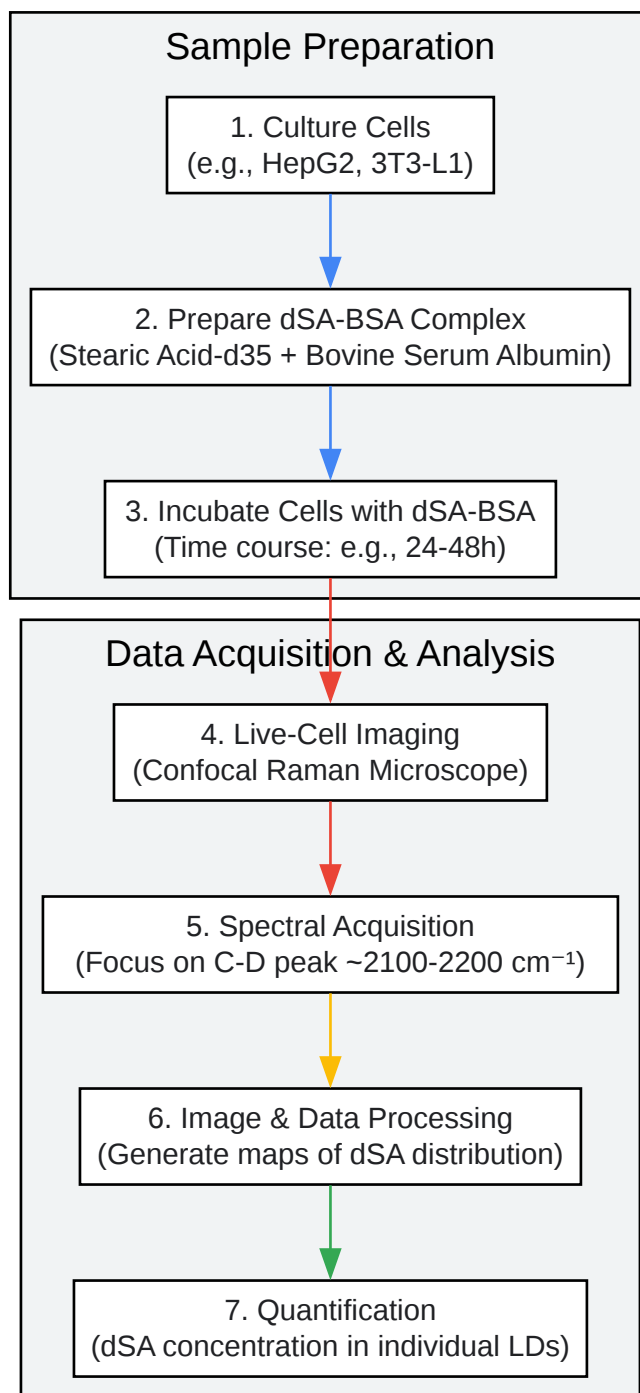 Sample Preparation
1. Culture Cells
(e.g., HepG2, 3T3-L1)
2. Prepare dSA-BSA Complex
(Stearic Acid-d35 + Bovine Serum Albumin)
3. Incubate Cells with dSA-BSA
(Time course: e.g., 24-48h)
Data Acquisition & Analysis
4. Live-Cell Imaging
(Confocal Raman Microscope)
5. Spectral Acquisition
(Focus on C-D peak ~2100-2200 cm⁻¹)
6. Image & Data Processing
(Generate maps of dSA distribution)
7. Quantification
(dSA concentration in individual LDs)